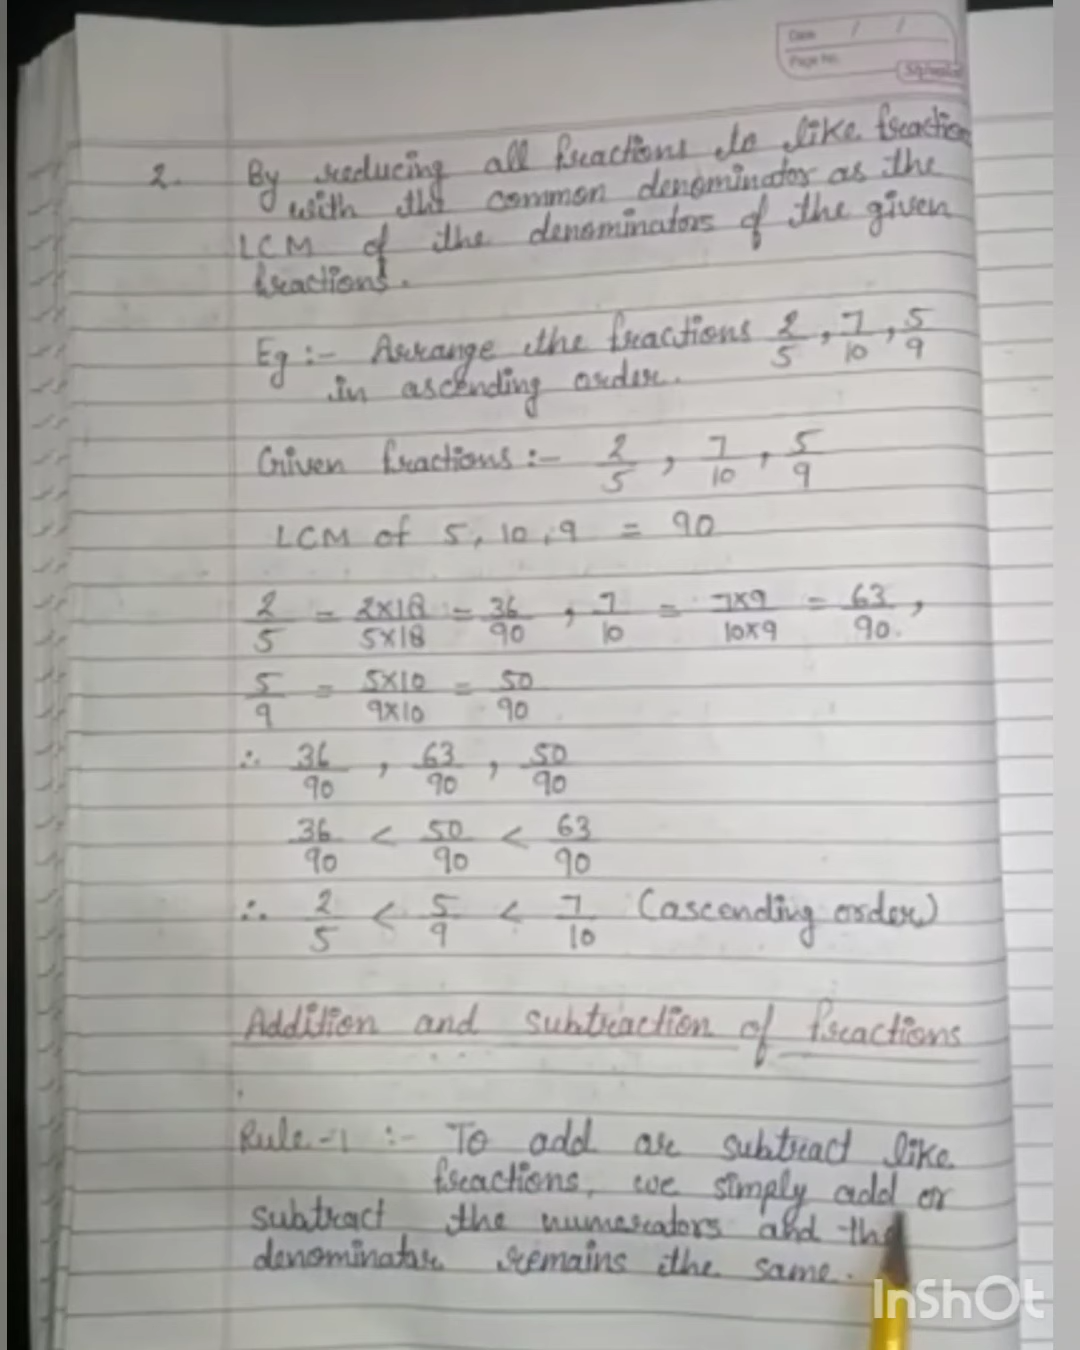 Date / /
Page No.
2. By reducing all fractions to like fraction
with the common denominator as the
LCM of the denominators of the given
fractions.
Eg :- Arrange the fractions 2/5, 7/10, 5/9
in ascending order.
Given fractions :- 2/5, 7/10, 5/9
LCM of 5, 10, 9 = 90
2/5 = 2×18/5×18 = 36/90, 7/10 = 7×9/10×9 = 63/90,
5/9 = 5×10/9×10 = 50/90
∴ 36/90, 63/90, 50/90
36/90 < 50/90 < 63/90
∴ 2/5 < 5/9 < 7/10 (ascending order)
Addition and subtraction of fractions
Rule-1 :- To add or subtract like
fractions, we simply add or
subtract the numerators and the
denominator remains the same.
InShOt